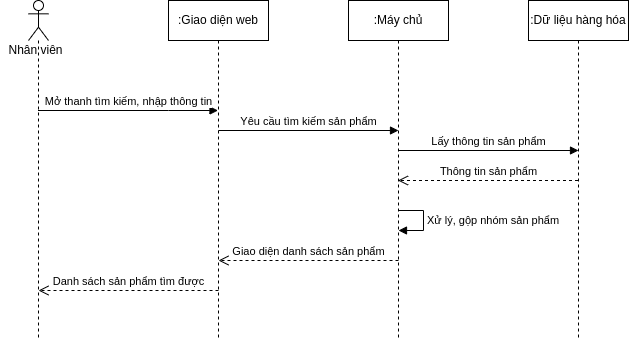 :Giao diện web
:Máy chủ
:Dữ liệu hàng hóa
Nhân viên
Mở thanh tìm kiếm, nhập thông tin
Yêu cầu tìm kiếm sản phẩm
Lấy thông tin sản phẩm
Thông tin sản phẩm
Xử lý, gộp nhóm sản phẩm
Giao diện danh sách sản phẩm
Danh sách sản phẩm tìm được